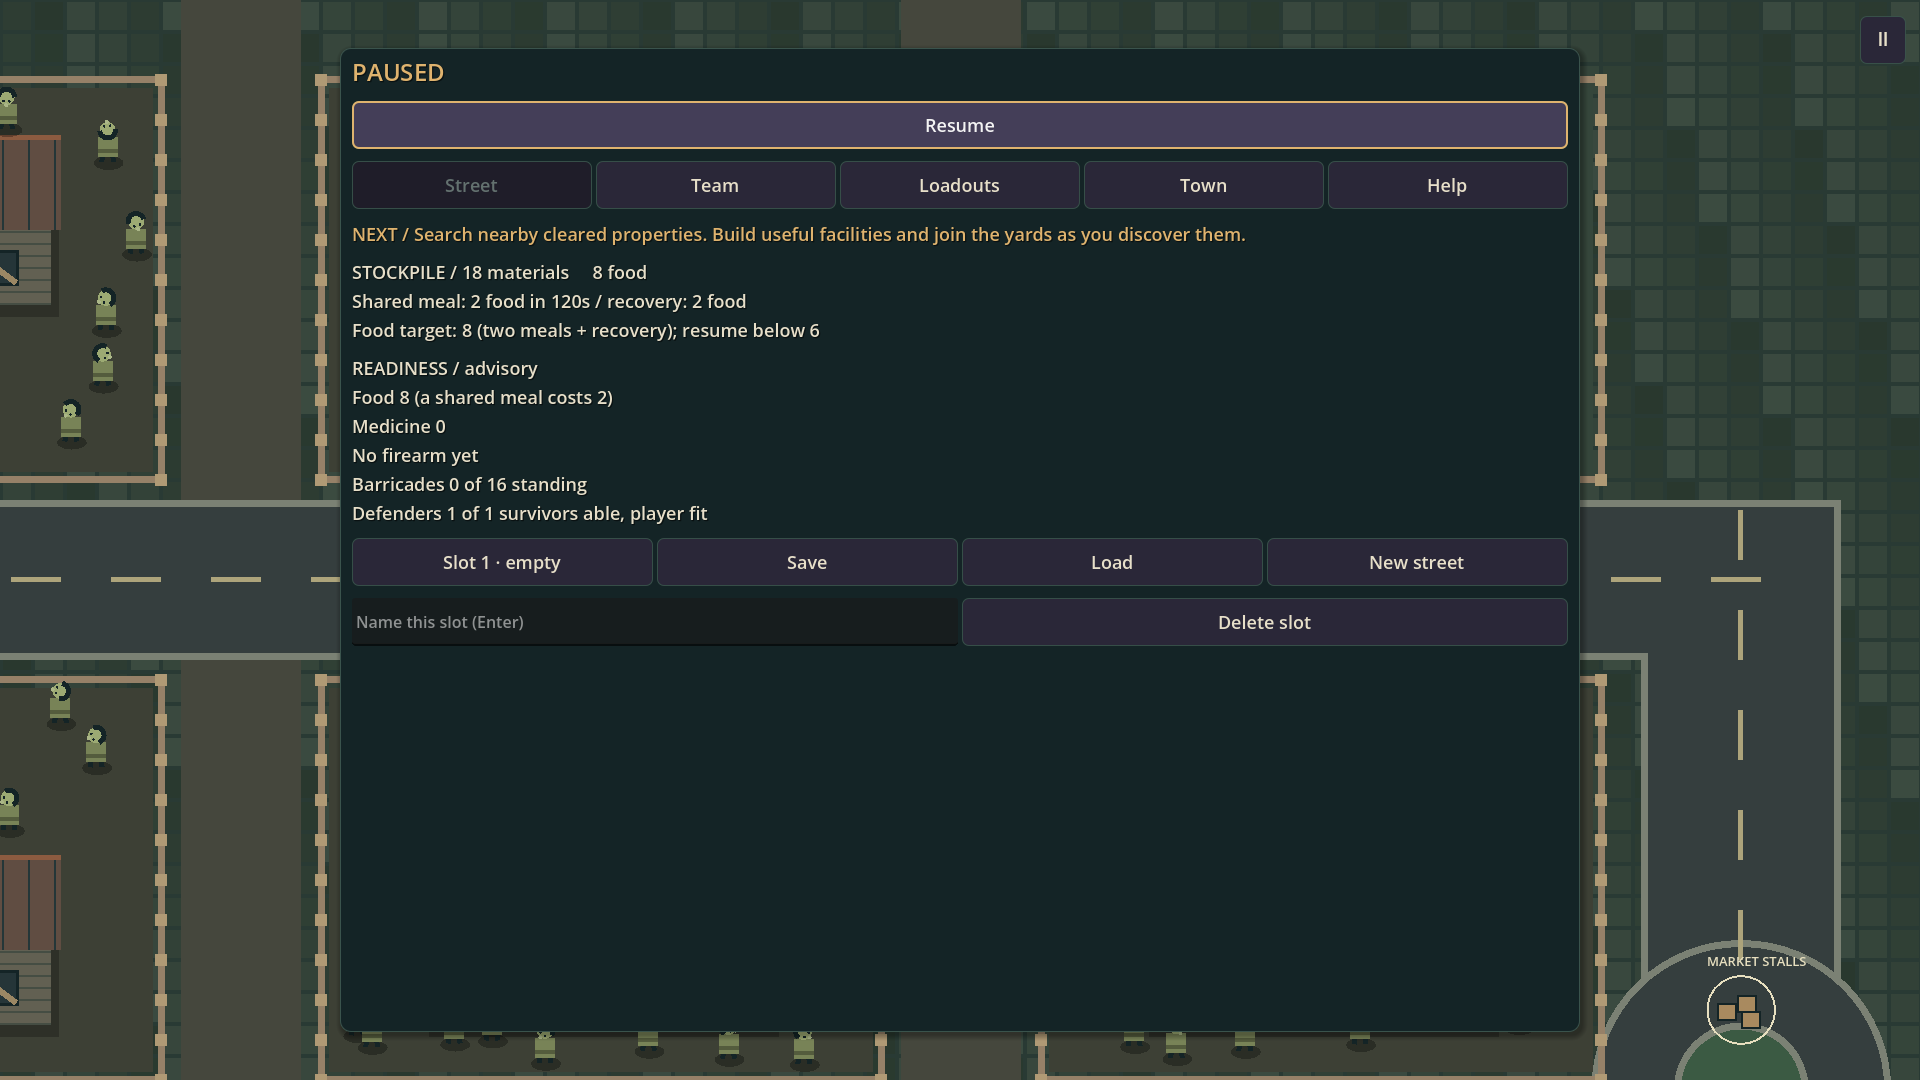 PAUSED
Resume
Street
Team
Loadouts
Town
Help
NEXT / Search nearby cleared properties. Build useful facilities and join the yards as you discover them.
STOCKPILE / 18 materials 8 food
Shared meal: 2 food in 120s / recovery: 2 food
Food target: 8 (two meals + recovery); resume below 6
READINESS / advisory
Food 8 (a shared meal costs 2)
Medicine 0
No firearm yet
Barricades 0 of 16 standing
Defenders 1 of 1 survivors able, player fit
Slot 1 · empty
Save
Load
New street
Name this slot (Enter)
Delete slot
MARKET STALLS